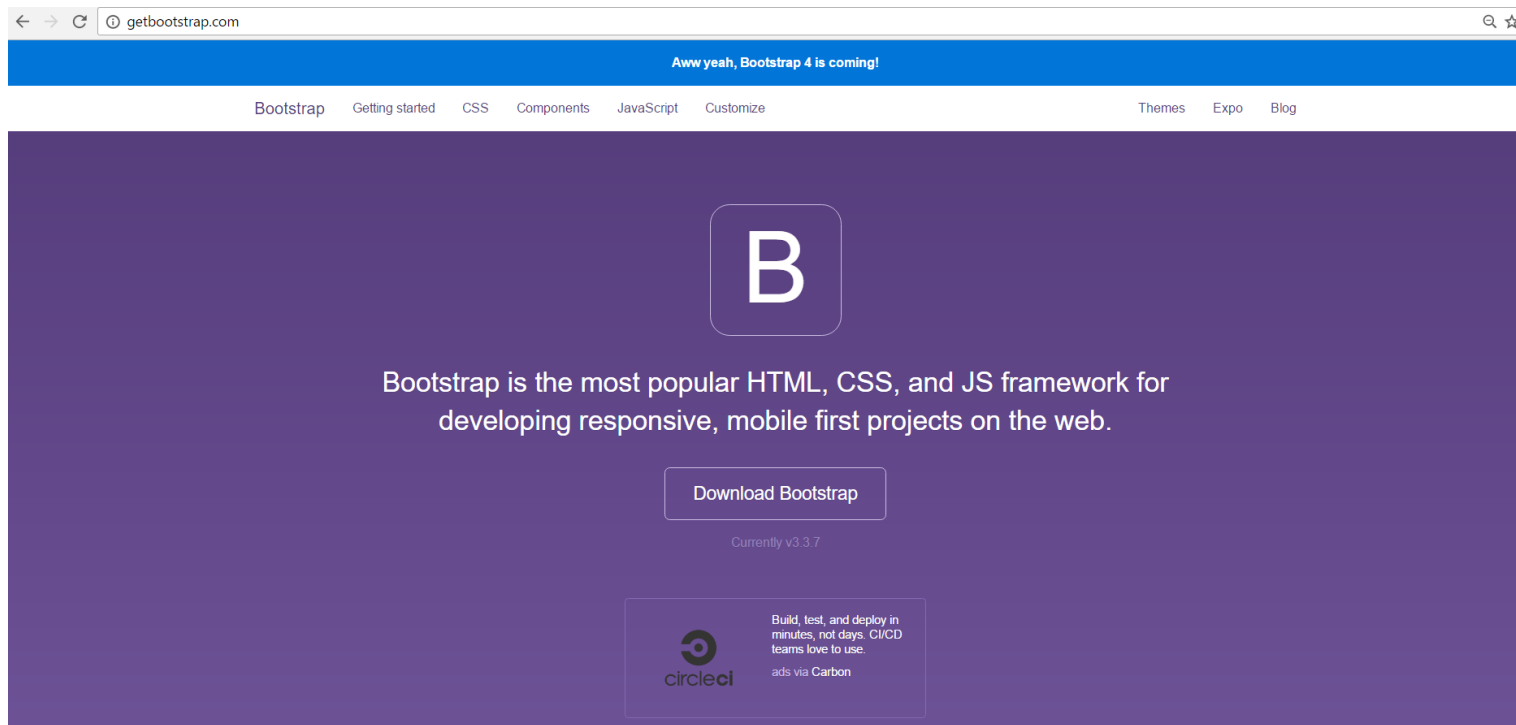 getbootstrap.com
Aww yeah, Bootstrap 4 is coming!
Bootstrap Getting started CSS Components JavaScript Customize Themes Expo Blog
B
Bootstrap is the most popular HTML, CSS, and JS framework for
developing responsive, mobile first projects on the web.
Download Bootstrap
Currently v3.3.7
Build, test, and deploy in
minutes, not days. CI/CD
teams love to use.
circleci
ads via Carbon